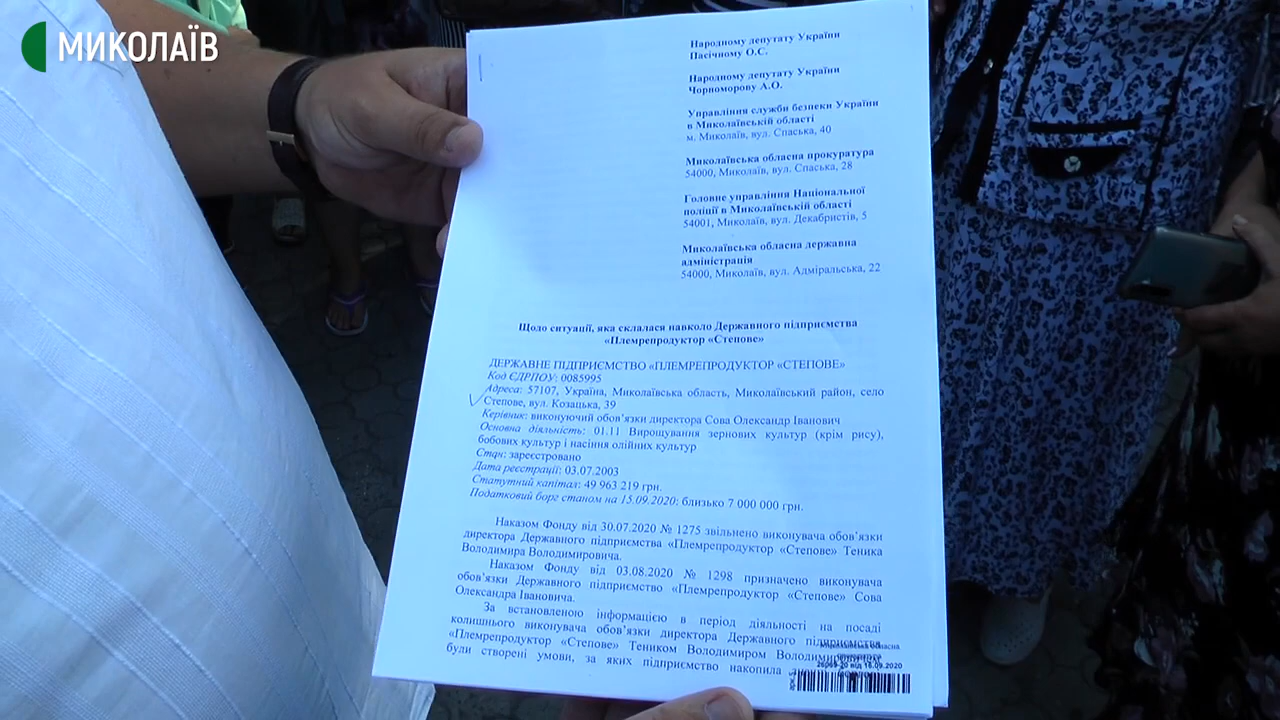 МИКОЛАЇВ
Народному депутату України
Пасічному О.С.
Народному депутату України
Чорноморову А.О.
Управління служби безпеки України
в Миколаївській області
м. Миколаїв, вул. Спаська, 40
Миколаївська обласна прокуратура
54000, Миколаїв, вул. Спаська, 28
Головне управління Національної
поліції в Миколаївській області
54001, Миколаїв, вул. Декабристів, 5
Миколаївська обласна державна
адміністрація
54000, Миколаїв, вул. Адміральська, 22
Щодо ситуації, яка склалася навколо Державного підприємства
«Племрепродуктор «Степове»
ДЕРЖАВНЕ ПІДПРИЄМСТВО «ПЛЕМРЕПРОДУКТОР «СТЕПОВЕ»
Код ЄДРПОУ: 0085995
Адреса: 57107, Україна, Миколаївська область, Миколаївський район, село
Степове, вул. Козацька, 39
Керівник: виконуючий обов’язки директора Сова Олександр Іванович
Основна діяльність: 01.11 Вирощування зернових культур (крім рису),
бобових культур і насіння олійних культур
Стан: зареєстровано
Дата реєстрації: 03.07.2003
Статутний капітал: 49 963 219 грн.
Податковий борг станом на 15.09.2020: близько 7 000 000 грн.
Наказом Фонду від 30.07.2020 № 1275 звільнено виконувача обов’язки
директора Державного підприємства «Племрепродуктор «Степове» Теника
Володимира Володимировича.
Наказом Фонду від 03.08.2020 № 1298 призначено виконувача
обов’язки Державного підприємства «Племрепродуктор «Степове» Сова
Олександра Івановича.
За встановленою інформацією в період діяльності на посаді
колишнього виконувача обов’язки директора Державного підприємства
«Племрепродуктор «Степове» Теником Володимиром Володимировичом
були створені умови, за яких підприємство накопила
26069-20 від 16.09.2020